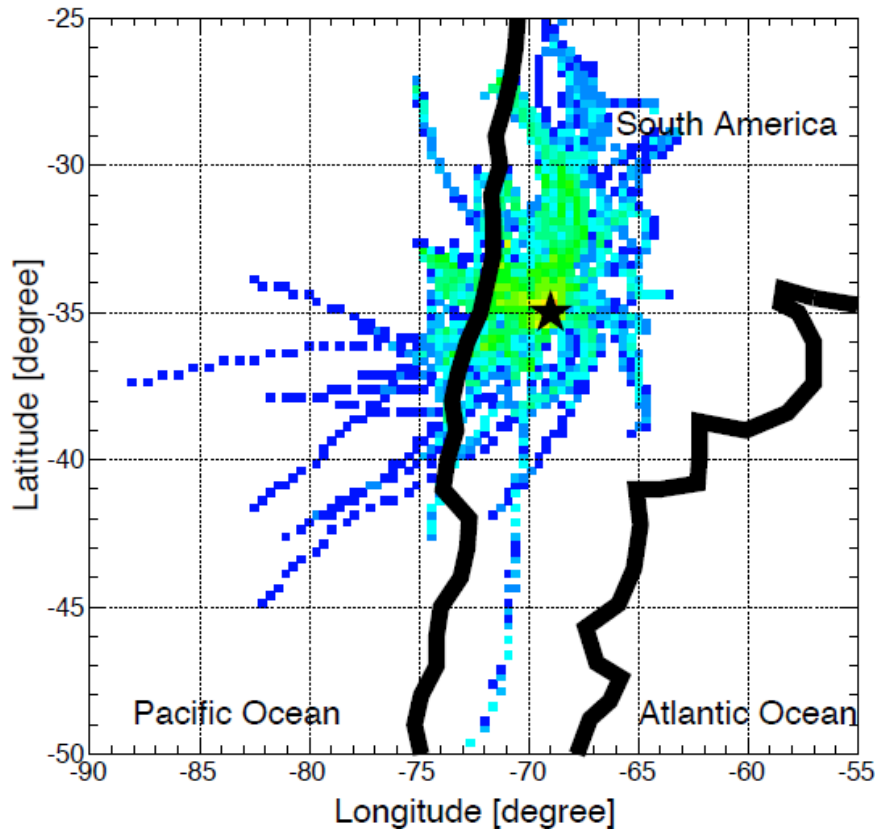 -25
South America
-30
-35
Latitude [degree]
-40
-45
Pacific Ocean
Atlantic Ocean
-50
-90 -85 -80 -75 -70 -65 -60 -55
Longitude [degree]